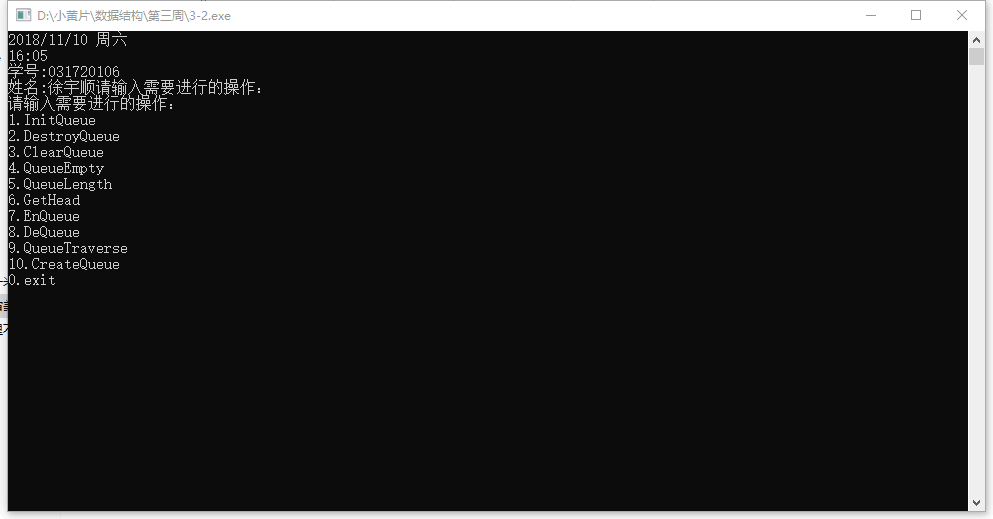 D:\小黄片\数据结构\第三周\3-2.exe
2018/11/10 周六
16:05
学号:031720106
姓名:徐宇顺请输入需要进行的操作:
请输入需要进行的操作:
1.InitQueue
2.DestroyQueue
3.ClearQueue
4.QueueEmpty
5.QueueLength
6.GetHead
7.EnQueue
8.DeQueue
9.QueueTraverse
10.CreateQueue
0.exit